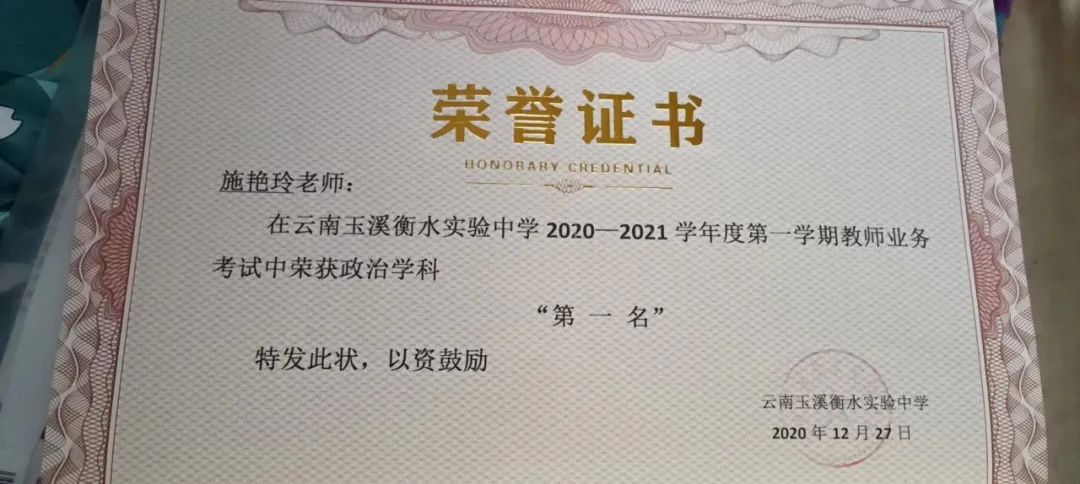 荣誉证书
HONORARY CREDENTIAL
施艳玲老师：
在云南玉溪衡水实验中学 2020—2021 学年度第一学期教师业务
考试中荣获政治学科
“第 一 名”
特发此状，以资鼓励
云南玉溪衡水实验中学
2020 年 12 月 27 日